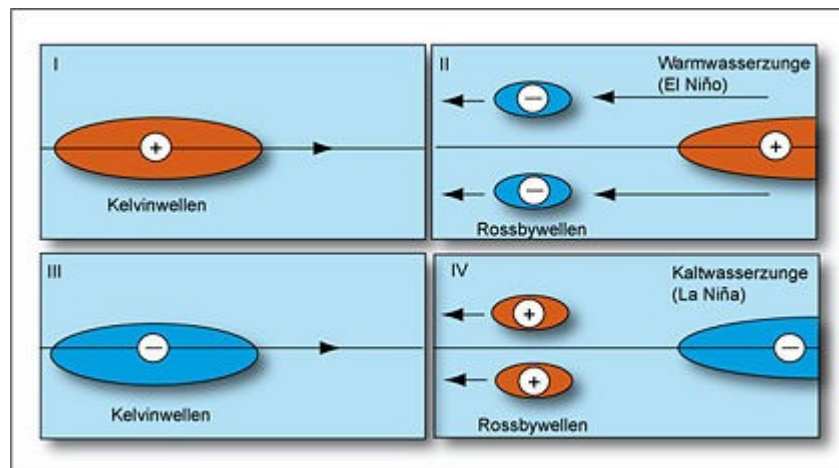 I
+
Kelvinwellen
II
Warmwasserzunge
(El Niño)
−
+
−
Rossbywellen
III
−
Kelvinwellen
IV
Kaltwasserzunge
(La Niña)
+
−
+
Rossbywellen